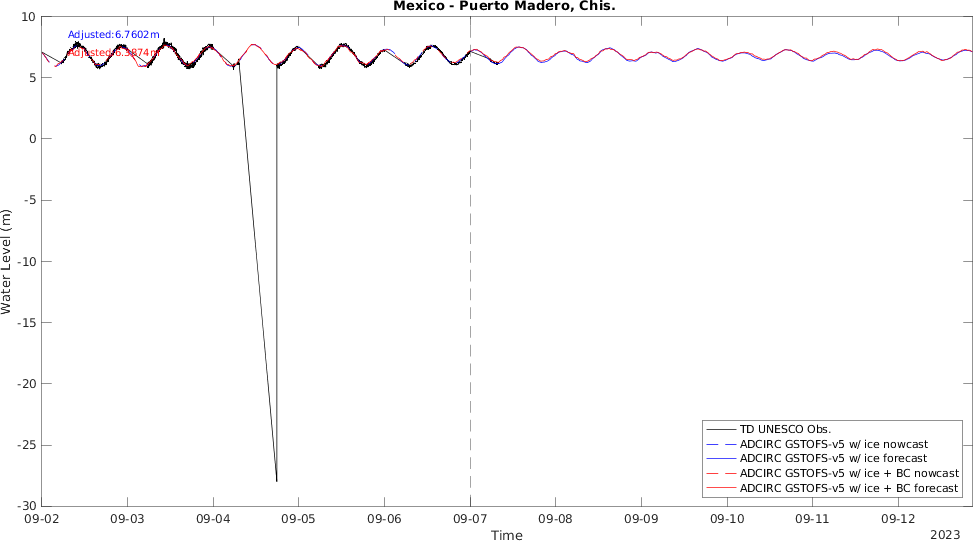 Mexico - Puerto Madero, Chis.
10
5
0
-5
-10
-15
-20
-25
-30
Water Level (m)
Adjusted:6.7602m
TD UNESCO Obs.
ADCIRC GSTOFS-v5 w/ ice nowcast
ADCIRC GSTOFS-v5 w/ ice forecast
ADCIRC GSTOFS-v5 w/ ice + BC nowcast
ADCIRC GSTOFS-v5 w/ ice + BC forecast
09-02
09-03
09-04
09-05
09-06
09-07
09-08
09-09
09-10
09-11
09-12
Time
2023